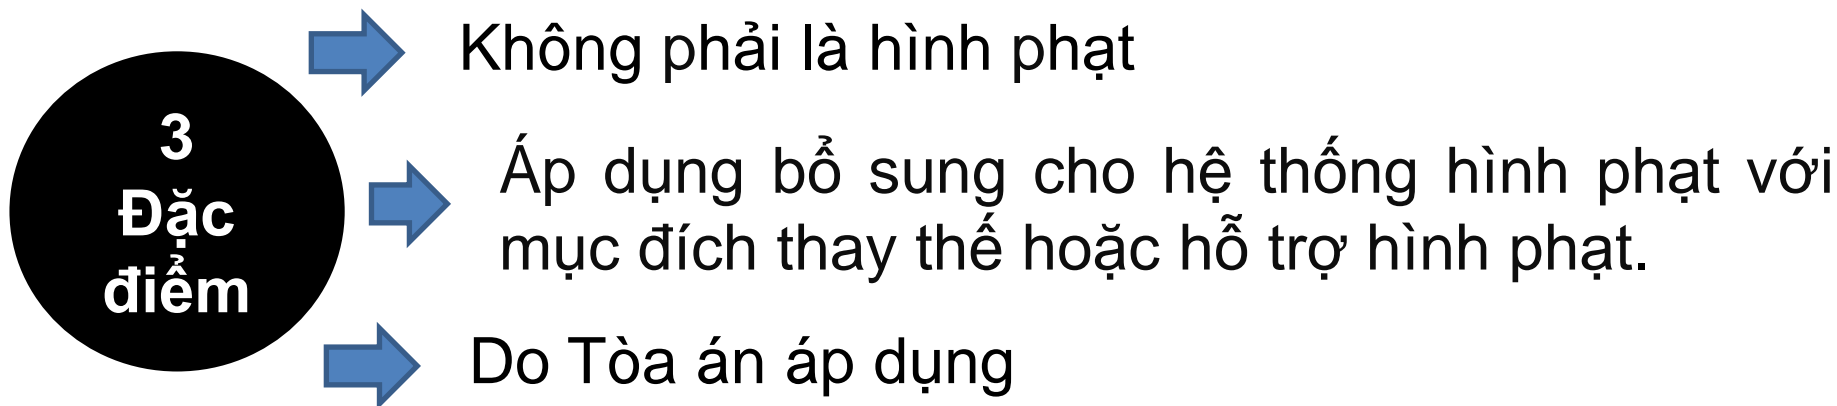 3
Đặc
điểm
Không phải là hình phạt
Áp dụng bổ sung cho hệ thống hình phạt với
mục đích thay thế hoặc hỗ trợ hình phạt.
Do Tòa án áp dụng